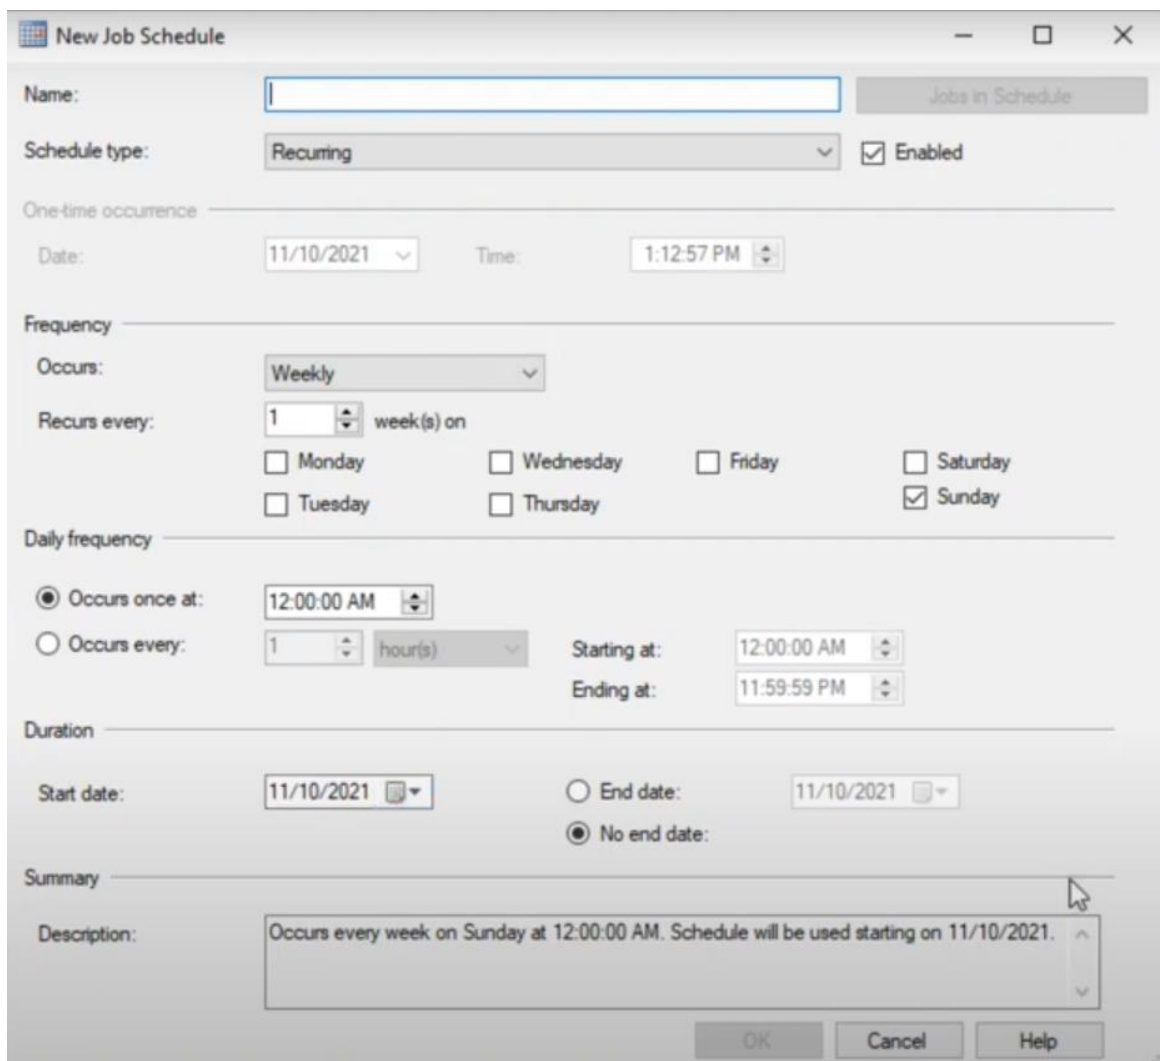 New Job Schedule
Name: Jobs in Schedule
Schedule type: Recurring Enabled
One-time occurrence
Date: 11/10/2021 Time: 1:12:57 PM
Frequency
Occurs: Weekly
Recurs every: 1 week(s) on
Monday Wednesday Friday Saturday
Tuesday Thursday Sunday
Daily frequency
Occurs once at: 12:00:00 AM
Occurs every: 1 hour(s) Starting at: 12:00:00 AM
Ending at: 11:59:59 PM
Duration
Start date: 11/10/2021 End date: 11/10/2021
No end date:
Summary
Description: Occurs every week on Sunday at 12:00:00 AM. Schedule will be used starting on 11/10/2021.
OK Cancel Help